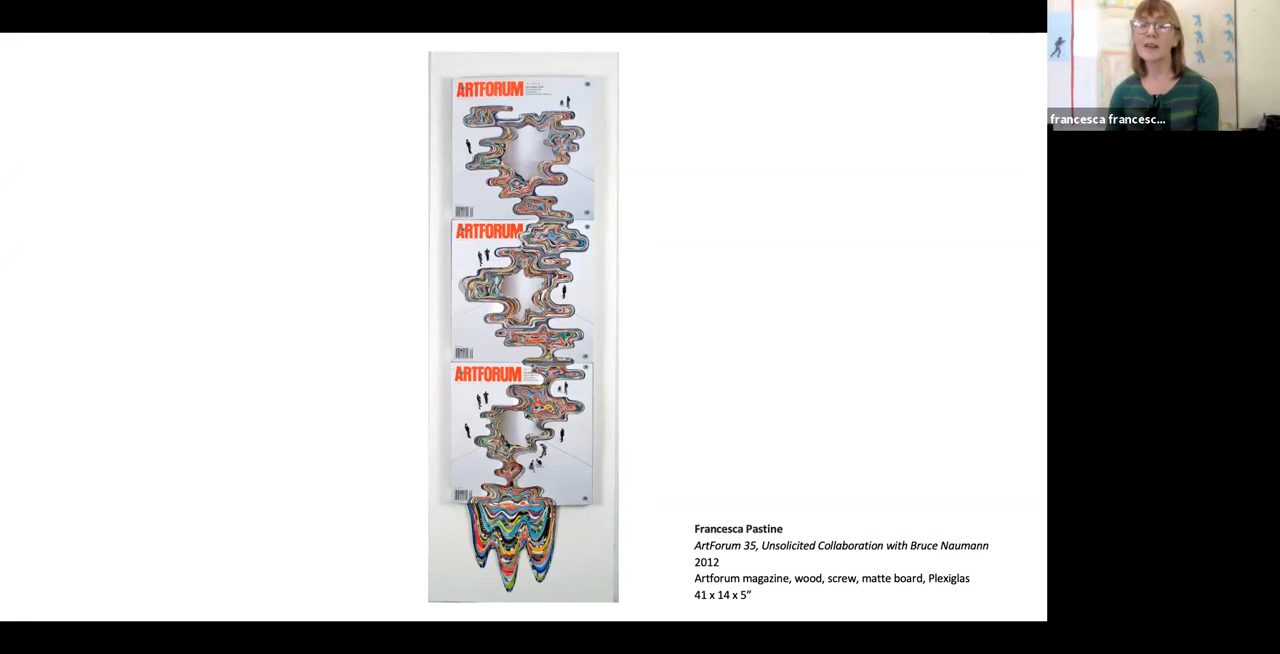 ARTFORUM
ARTFORUM
ARTFORUM
francesca francesc...
Francesca Pastine
ArtForum 35, Unsolicited Collaboration with Bruce Naumann
2012
Artforum magazine, wood, screw, matte board, Plexiglas
41 x 14 x 5”